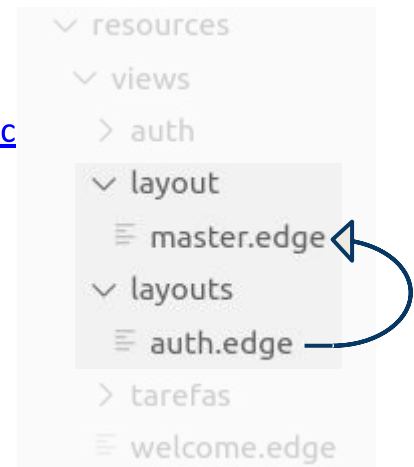 resources
views
auth
c
layout
master.edge
layouts
auth.edge
tarefas
welcome.edge